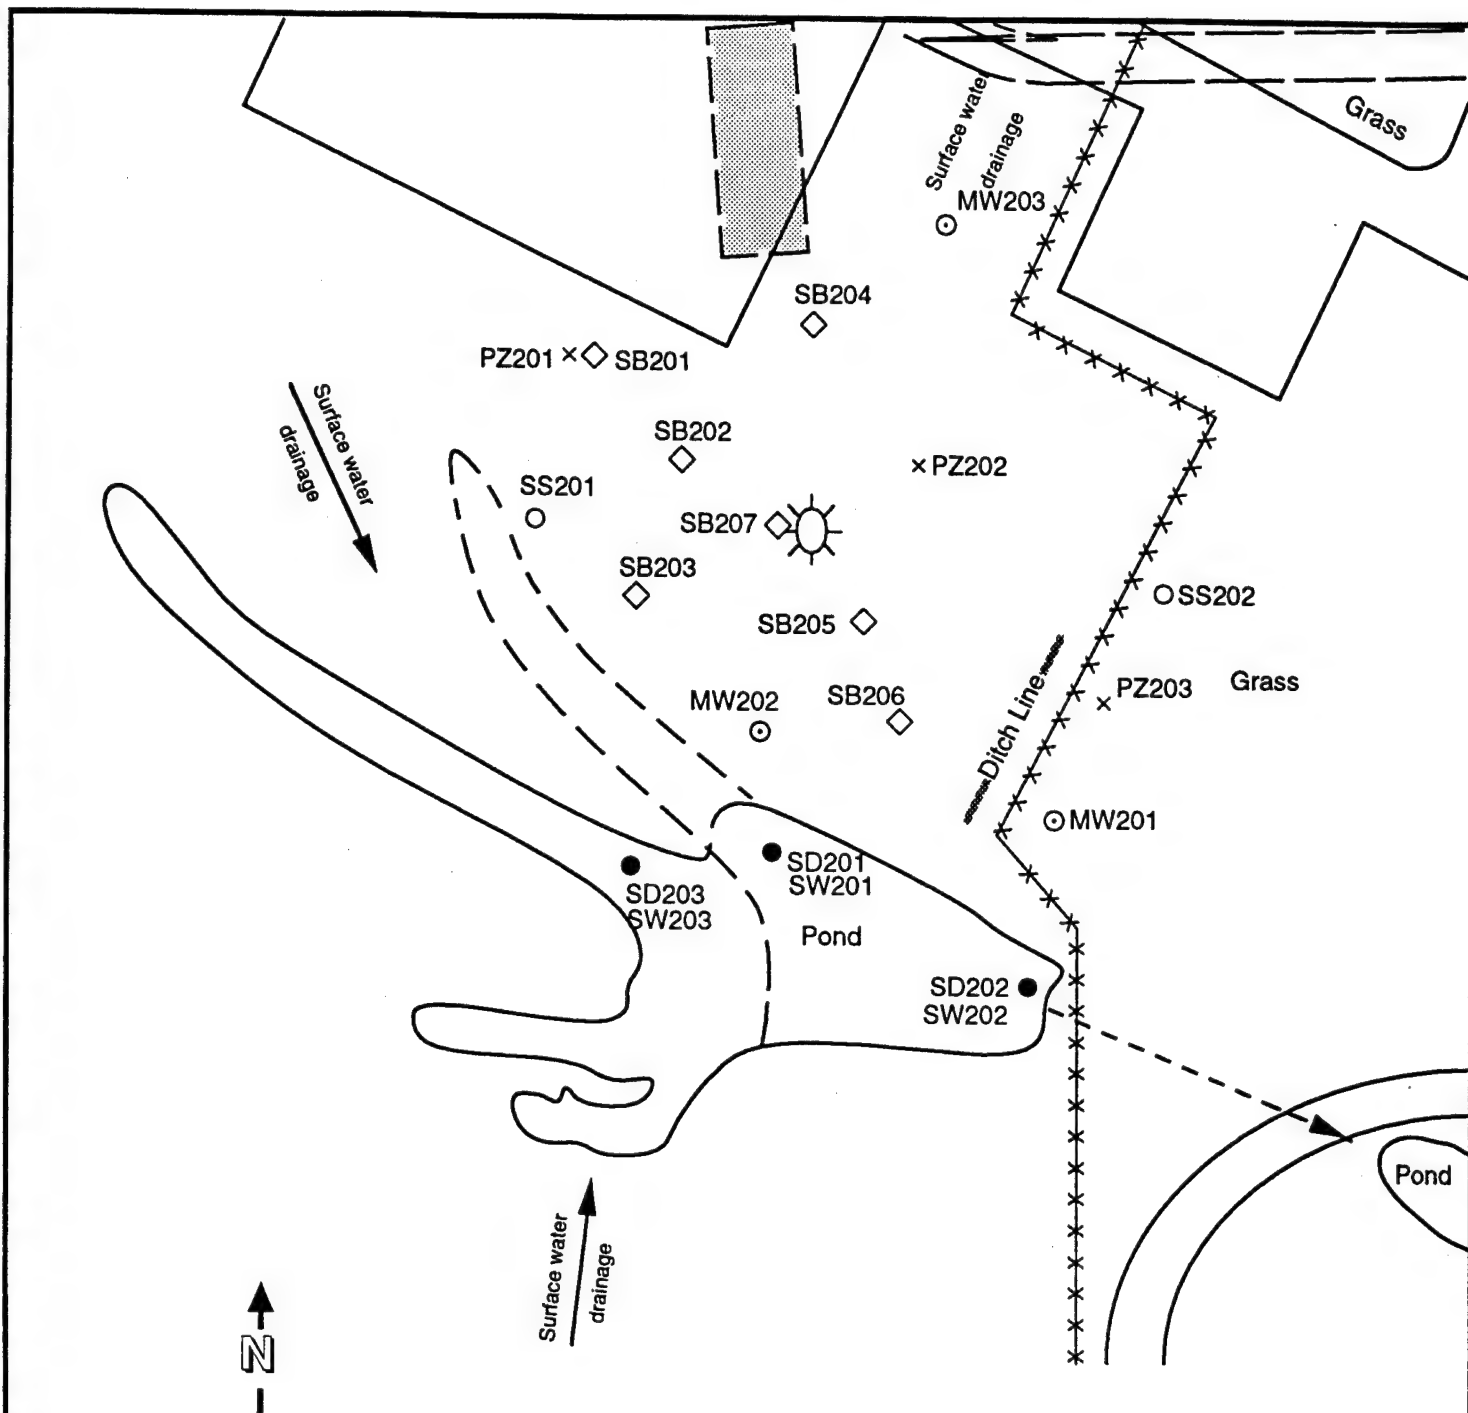 Grass
Surface water
drainage
MW203
SB204
PZ201
SB201
Surface water
drainage
SB202
PZ202
SS201
SB207
SB203
SS202
SB205
PZ203
Grass
MW202
SB206
Ditch Line
MW201
SD201
SW201
SD203
SW203
Pond
SD202
SW202
Pond
Surface water
drainage
N